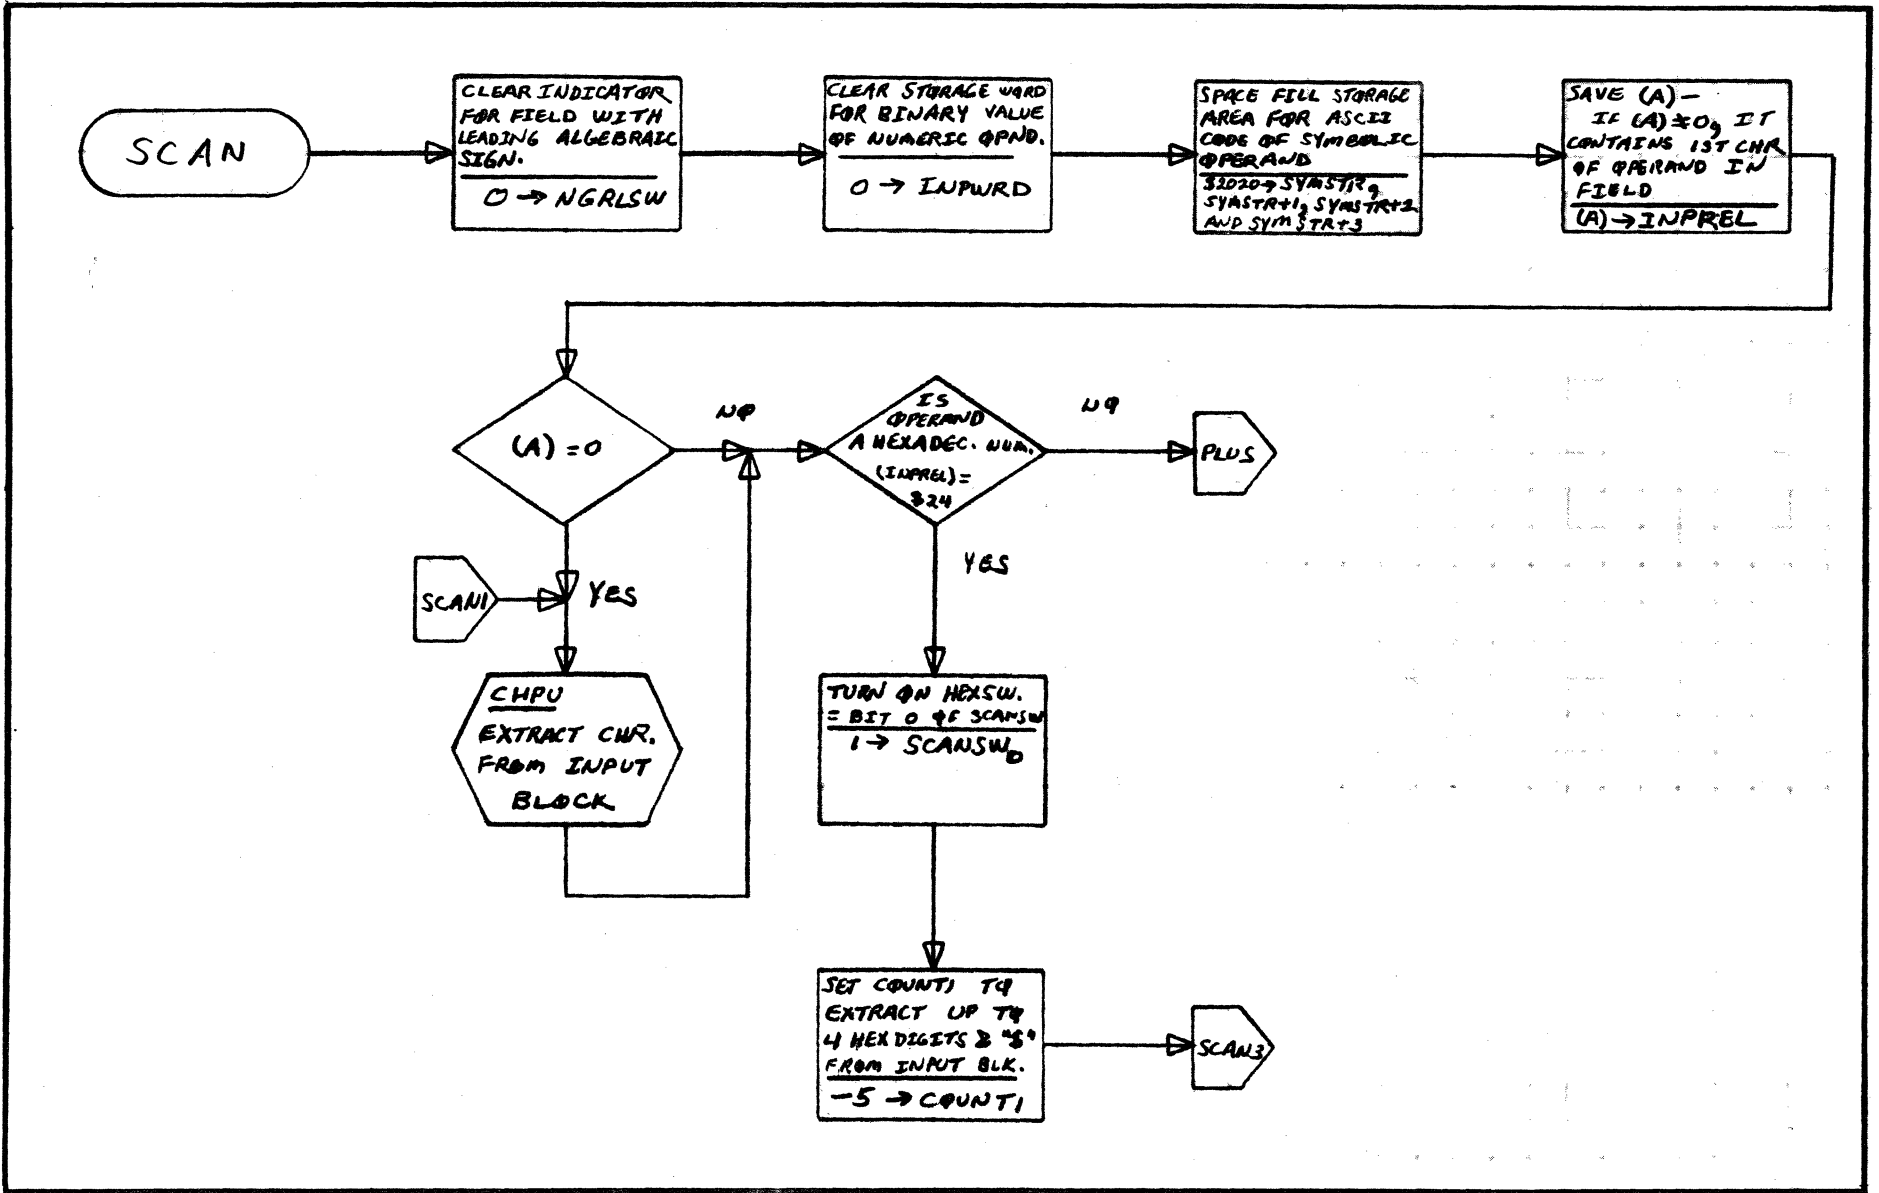 SCAN
CLEAR INDICATOR
FOR FIELD WITH
LEADING ALGEBRAIC
SIGN.
0 → NGRLSW
CLEAR STORAGE WORD
FOR BINARY VALUE
OF NUMERIC OPND.
0 → INPWRD
SPACE FILL STORAGE
AREA FOR ASCII
CODE OF SYMBOLIC
OPERAND
$2020→ SYMSTR,
SYMSTR+1, SYMSTR+2
AND SYMSTR+3
SAVE (A) -
IF (A) ≠ 0, IT
CONTAINS 1ST CHR
OF OPERAND IN
FIELD
(A) → INPREL
(A) = 0
NO
IS
OPERAND
A HEXADEC. NUM.
(INPREL) =
$24
NO
PLUS
SCAN1
YES
YES
CHPU
EXTRACT CHR.
FROM INPUT
BLOCK
TURN ON HEXSW.
= BIT 0 OF SCANSW
1 → SCANSW0
SET COUNT1 TO
EXTRACT UP TO
4 HEX DIGITS & "$"
FROM INPUT BLK.
-5 → COUNT1
SCAN3